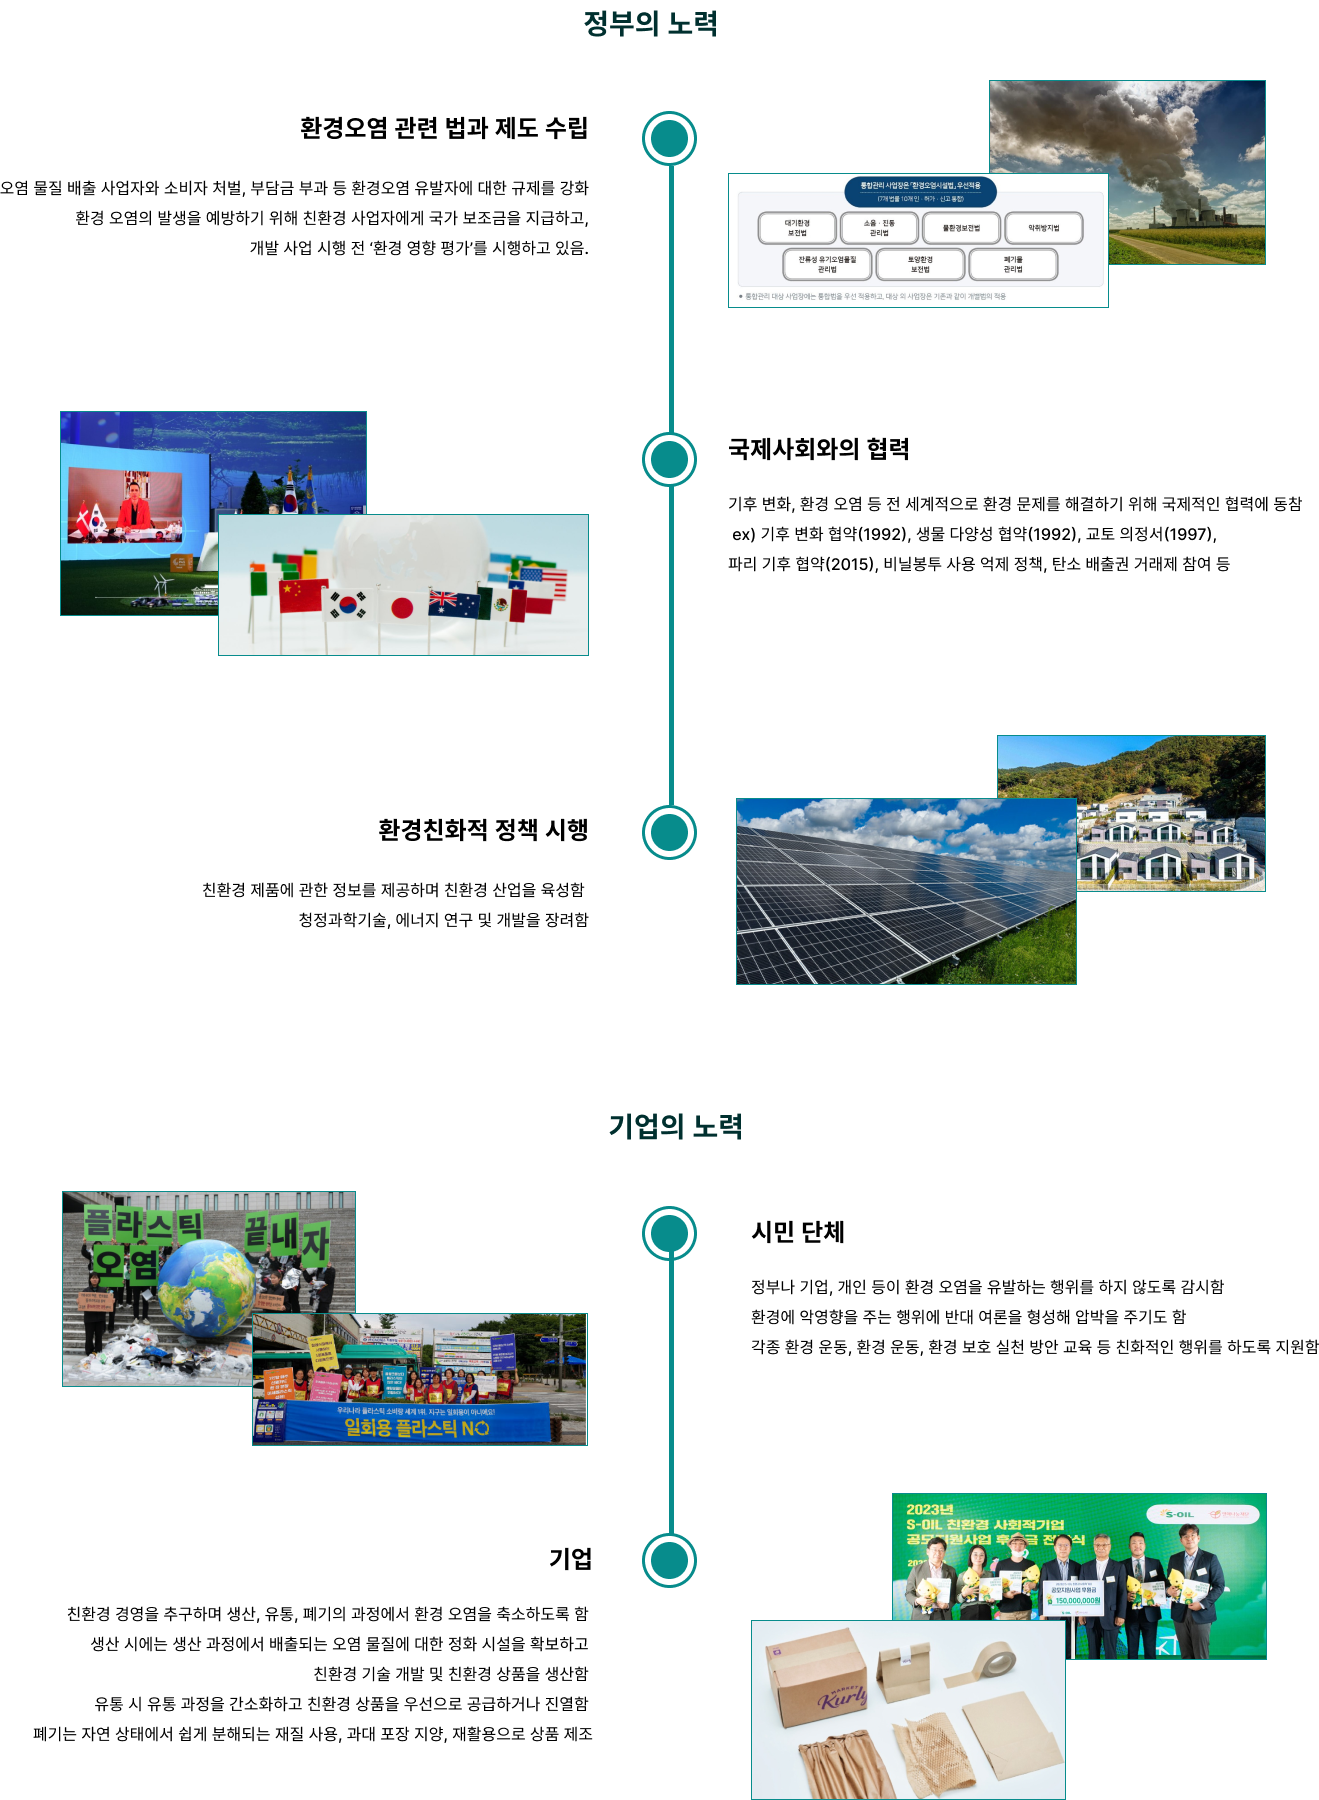 정부의 노력
환경오염 관련 법과 제도 수립
오염 물질 배출 사업자와 소비자 처벌, 부담금 부과 등 환경오염 유발자에 대한 규제를 강화
환경 오염의 발생을 예방하기 위해 친환경 사업자에게 국가 보조금을 지급하고,
개발 사업 시행 전 ‘환경 영향 평가’를 시행하고 있음.
통합관리 사업장은 「환경오염시설법」 우선적용
(7개 법률 10개 인·허가·신고 통합)
대기환경
보전법
소음·진동
관리법
물환경보전법
악취방지법
잔류성 유기오염물질
관리법
토양환경
보전법
폐기물
관리법
* 통합관리 대상 사업장에는 통합법을 우선 적용하고, 대상 외 사업장은 기존과 같이 개별법의 적용
국제사회와의 협력
기후 변화, 환경 오염 등 전 세계적으로 환경 문제를 해결하기 위해 국제적인 협력에 동참
ex) 기후 변화 협약(1992), 생물 다양성 협약(1992), 교토 의정서(1997),
파리 기후 협약(2015), 비닐봉투 사용 억제 정책, 탄소 배출권 거래제 참여 등
환경친화적 정책 시행
친환경 제품에 관한 정보를 제공하며 친환경 산업을 육성함
청정과학기술, 에너지 연구 및 개발을 장려함
기업의 노력
플라스틱 끝내자
오염
우리나라 플라스틱 소비량 세계 1위. 지구는 일회용이 아니에요!
일회용 플라스틱 NO
시민 단체
정부나 기업, 개인 등이 환경 오염을 유발하는 행위를 하지 않도록 감시함
환경에 악영향을 주는 행위에 반대 여론을 형성해 압박을 주기도 함
각종 환경 운동, 환경 운동, 환경 보호 실천 방안 교육 등 친화적인 행위를 하도록 지원함
기업
친환경 경영을 추구하며 생산, 유통, 폐기의 과정에서 환경 오염을 축소하도록 함
생산 시에는 생산 과정에서 배출되는 오염 물질에 대한 정화 시설을 확보하고
친환경 기술 개발 및 친환경 상품을 생산함
유통 시 유통 과정을 간소화하고 친환경 상품을 우선으로 공급하거나 진열함
폐기는 자연 상태에서 쉽게 분해되는 재질 사용, 과대 포장 지양, 재활용으로 상품 제조
2023년
S-OIL 친환경 사회적기업
공모지원사업 후 금 전 식
S-OIL
공모지원사업 후원금
150,000,000원
MARKET
Kurly